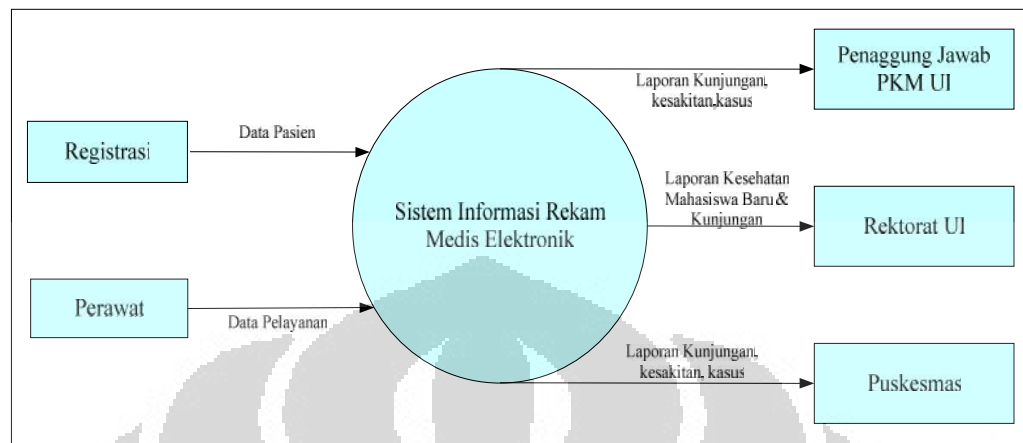 Penaggung Jawab
PKM UI
Laporan Kunjungan,
kesakitan,kasus
Registrasi
Data Pasien
Laporan Kesehatan
Mahasiswa Baru &
Kunjungan
Sistem Informasi Rekam
Medis Elektronik
Rektorat UI
Perawat
Data Pelayanan
Laporan Kunjungan,
kesakitan, kasus
Puskesmas